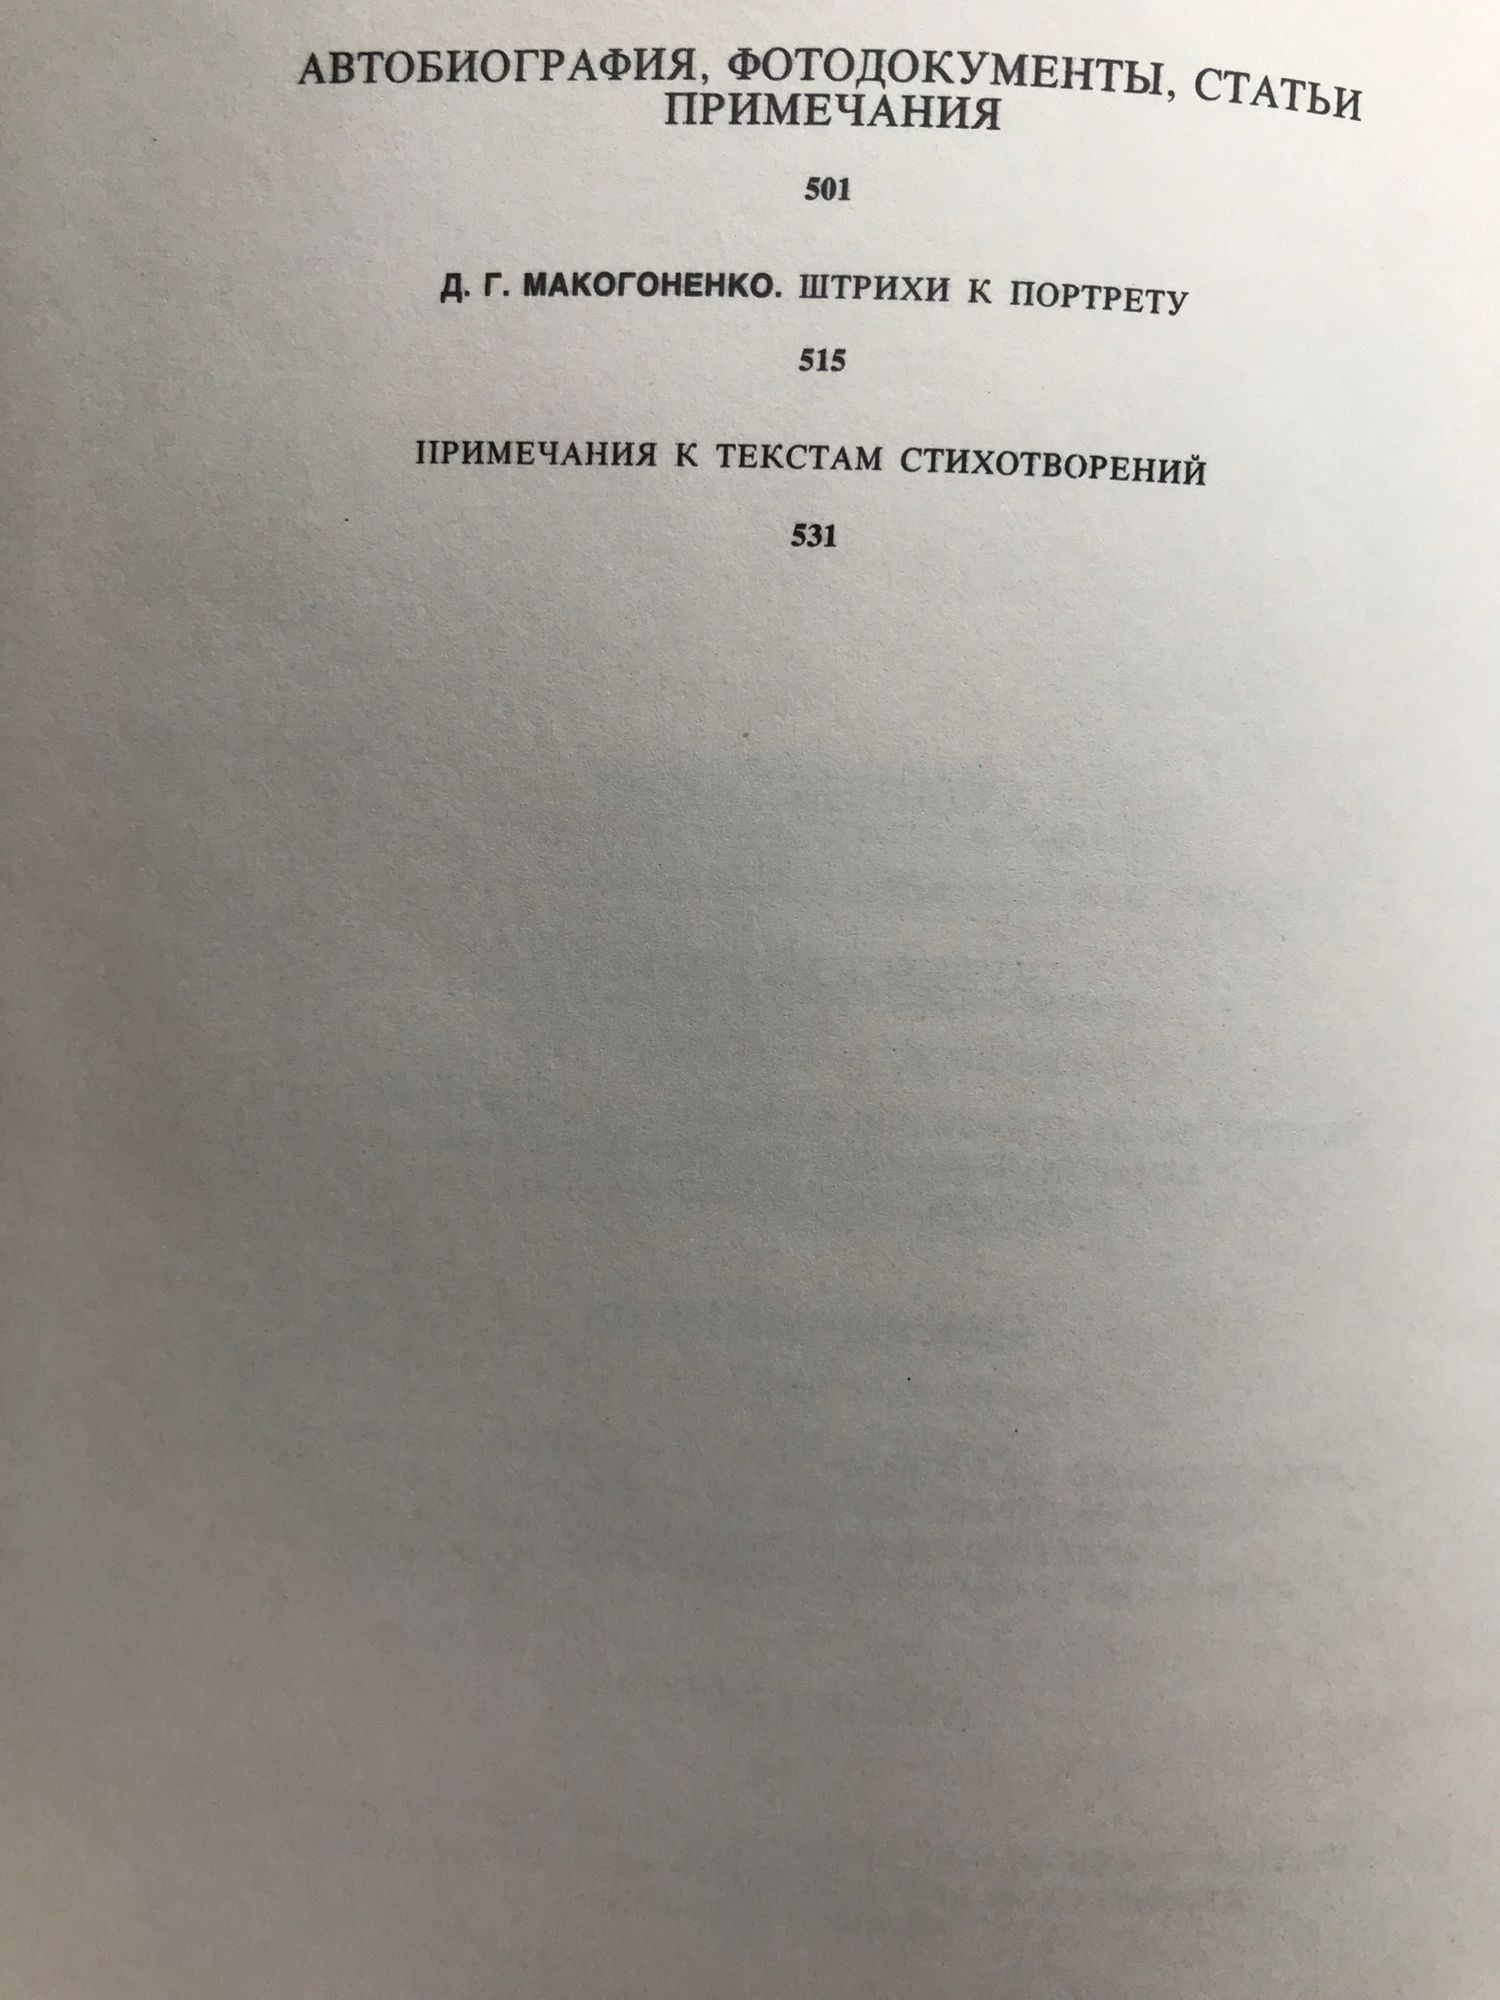 АВТОБИОГРАФИЯ, ФОТОДОКУМЕНТЫ, СТАТЬИ
ПРИМЕЧАНИЯ
501
Д. Г. МАКОГОНЕНКО. ШТРИХИ К ПОРТРЕТУ
515
ПРИМЕЧАНИЯ К ТЕКСТАМ СТИХОТВОРЕНИЙ
531